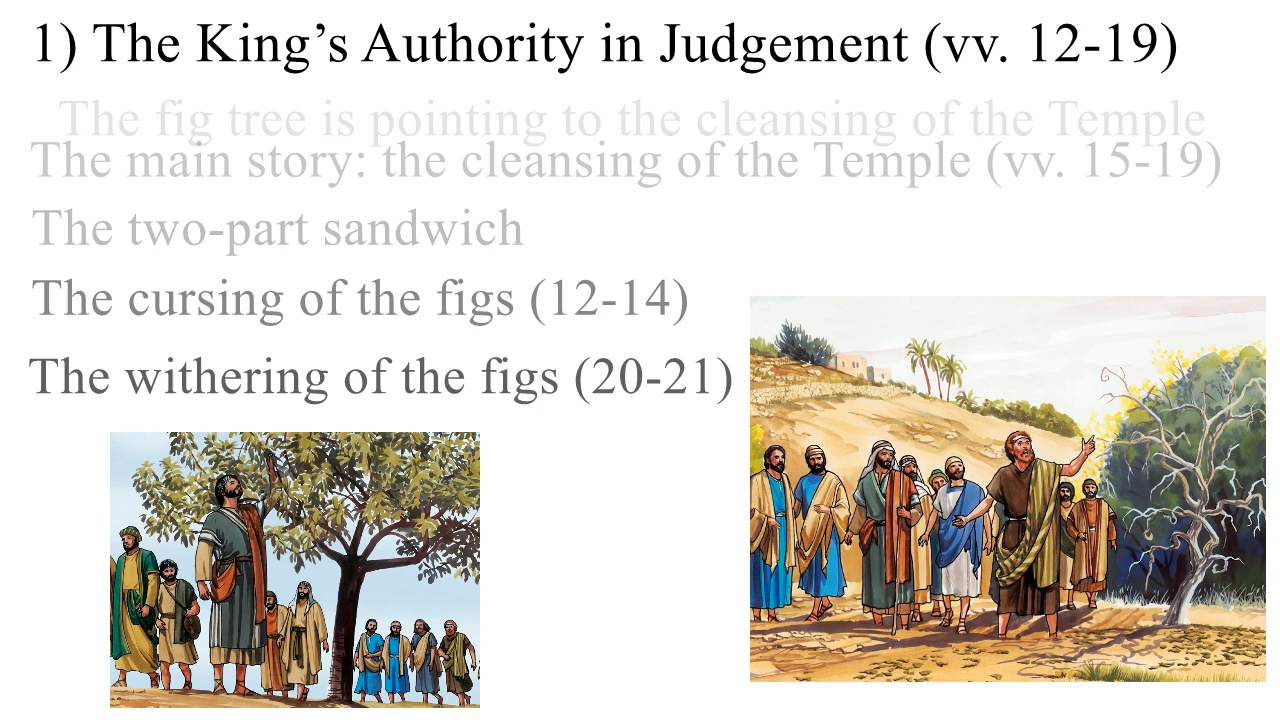 1) The King’s Authority in Judgement (vv. 12-19)
The fig tree is pointing to the cleansing of the Temple
The main story: the cleansing of the Temple (vv. 15-19)
The two-part sandwich
The cursing of the figs (12-14)
The withering of the figs (20-21)